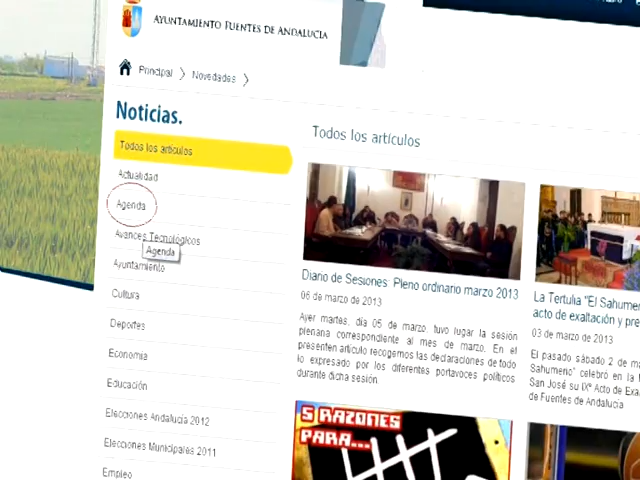 AYUNTAMIENTO FUENTES DE ANDALUCIA
Principal
Novedades
Noticias.
Todos los artículos
Actualidad
Agenda
Avances Tecnológicos
Agenda
Ayuntamiento
Cultura
Deportes
Economía
Educación
Elecciones Andalucía 2012
Elecciones Municipales 2011
Empleo
Todos los artículos
Diario de Sesiones: Pleno ordinario marzo 2013
06 de marzo de 2013
Ayer martes, día 05 de marzo, tuvo lugar la sesión
plenaria correspondiente al mes de marzo. En el
presente artículo recogemos las declaraciones de todo
lo expresado por los diferentes portavoces políticos
durante dicha sesión.
La Tertulia "El Sahumer
acto de exaltación y pre
03 de marzo de 2013
El pasado sábado 2 de ma
Sahumerio" celebró en la
San José su IXº Acto de Exa
de Fuentes de Andalucía
5 RAZONES
PARA...